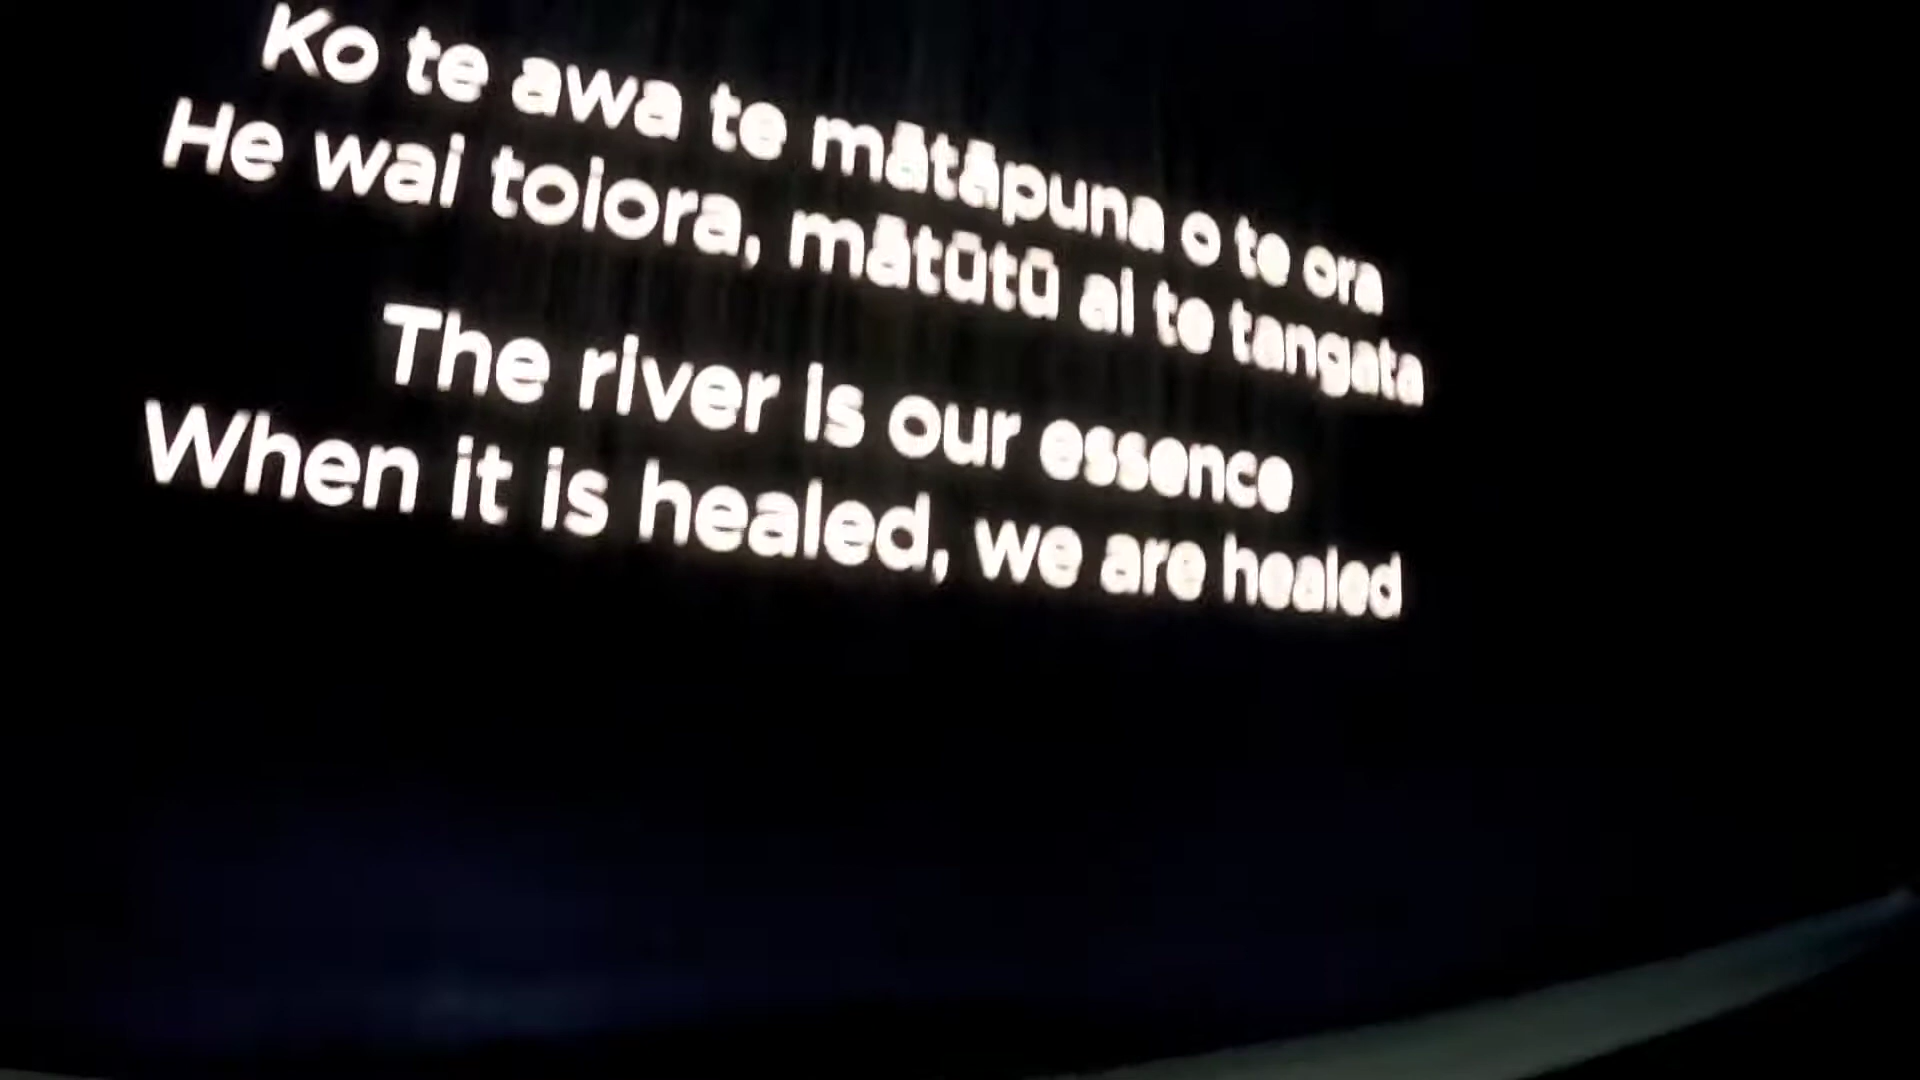 Ko te awa te mātāpuna o te ora
He wai toiora, mātūtū ai te tangata
The river is our essence
When it is healed, we are healed